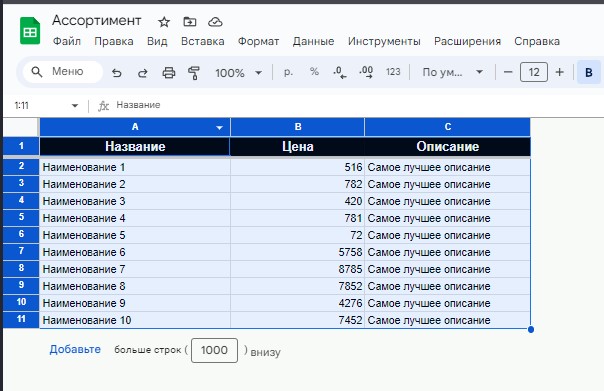 Ассортимент
Файл Правка Вид Вставка Формат Данные Инструменты Расширения Справка
Меню 100% р. % .0 .00 123 По ум... − 12 + B
1:11 fx Название
A B C
1 Название Цена Описание
2 Наименование 1 516 Самое лучшее описание
3 Наименование 2 782 Самое лучшее описание
4 Наименование 3 420 Самое лучшее описание
5 Наименование 4 781 Самое лучшее описание
6 Наименование 5 72 Самое лучшее описание
7 Наименование 6 5758 Самое лучшее описание
8 Наименование 7 8785 Самое лучшее описание
9 Наименование 8 7852 Самое лучшее описание
10 Наименование 9 4276 Самое лучшее описание
11 Наименование 10 7452 Самое лучшее описание
Добавьте больше строк ( 1000 ) внизу